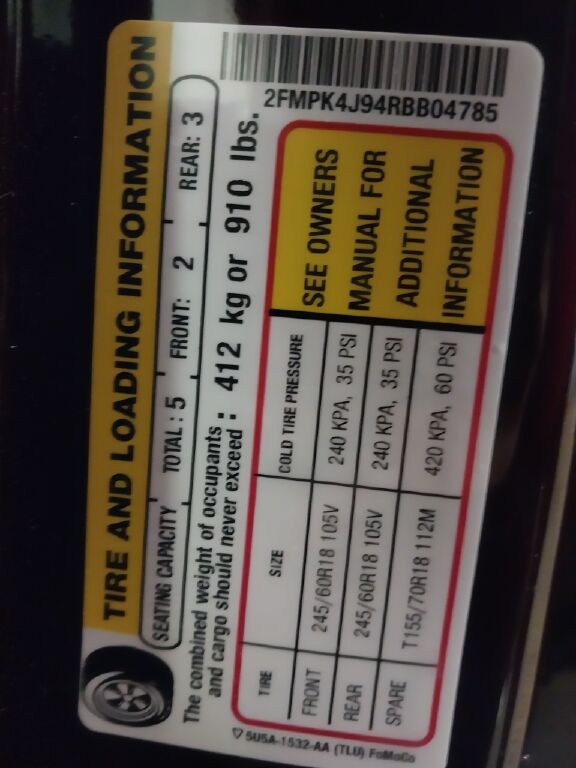 TIRE AND LOADING INFORMATION
SEATING CAPACITY TOTAL : 5 FRONT: 2 REAR: 3
The combined weight of occupants and cargo should never exceed : 412 kg or 910 lbs.
2FMPK4J94RBB04785
TIRE SIZE COLD TIRE PRESSURE
FRONT 245/60R18 105V 240 KPA, 35 PSI
REAR 245/60R18 105V 240 KPA, 35 PSI
SPARE T155/70R18 112M 420 KPA, 60 PSI
SEE OWNERS
MANUAL FOR
ADDITIONAL
INFORMATION
5U5A-1532-AA (TLU) FoMoCo